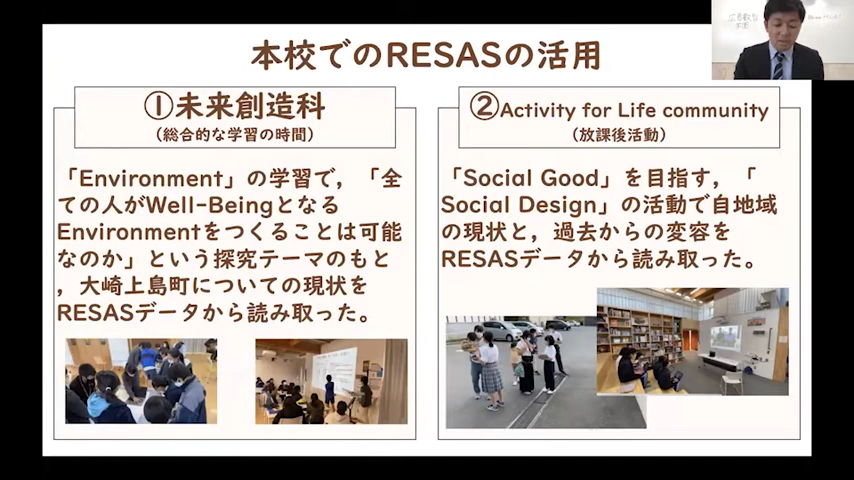 本校でのRESASの活用
①未来創造科
(総合的な学習の時間)
「Environment」の学習で，「全
ての人がWell-Beingとなる
Environmentをつくることは可能
なのか」という探究テーマのもと
，大崎上島町についての現状を
RESASデータから読み取った。
②Activity for Life community
(放課後活動)
「Social Good」を目指す，「
Social Design」の活動で自地域
の現状と，過去からの変容を
RESASデータから読み取った。